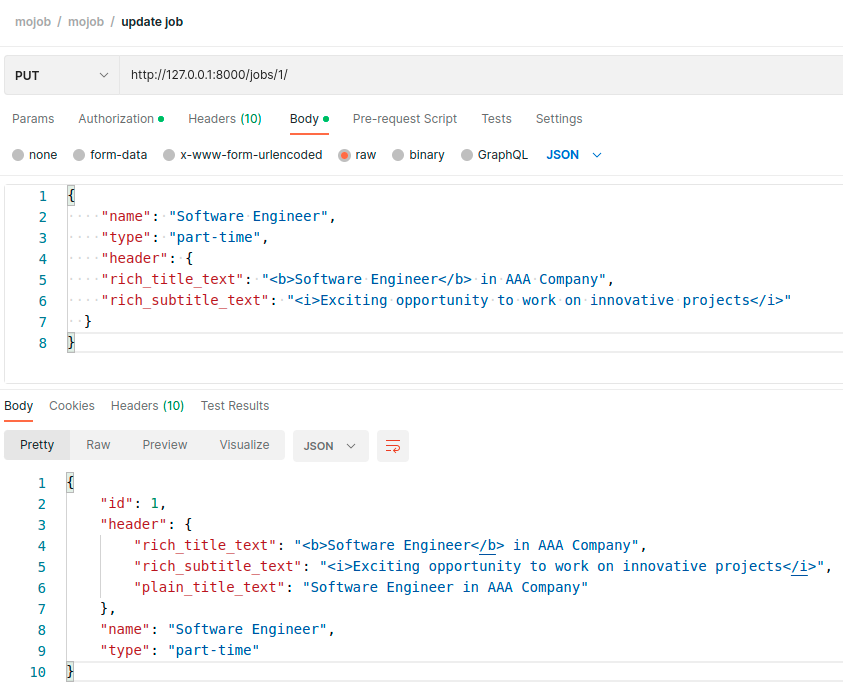 mojob / mojob / update job
PUT http://127.0.0.1:8000/jobs/1/
Params Authorization Headers (10) Body Pre-request Script Tests Settings
none form-data x-www-form-urlencoded raw binary GraphQL JSON
1 {
2 "name": "Software Engineer",
3 "type": "part-time",
4 "header": {
5 "rich_title_text": "<b>Software Engineer</b> in AAA Company",
6 "rich_subtitle_text": "<i>Exciting opportunity to work on innovative projects</i>"
7 }
8 }
Body Cookies Headers (10) Test Results
Pretty Raw Preview Visualize JSON
1 {
2 "id": 1,
3 "header": {
4 "rich_title_text": "<b>Software Engineer</b> in AAA Company",
5 "rich_subtitle_text": "<i>Exciting opportunity to work on innovative projects</i>",
6 "plain_title_text": "Software Engineer in AAA Company"
7 },
8 "name": "Software Engineer",
9 "type": "part-time"
10 }